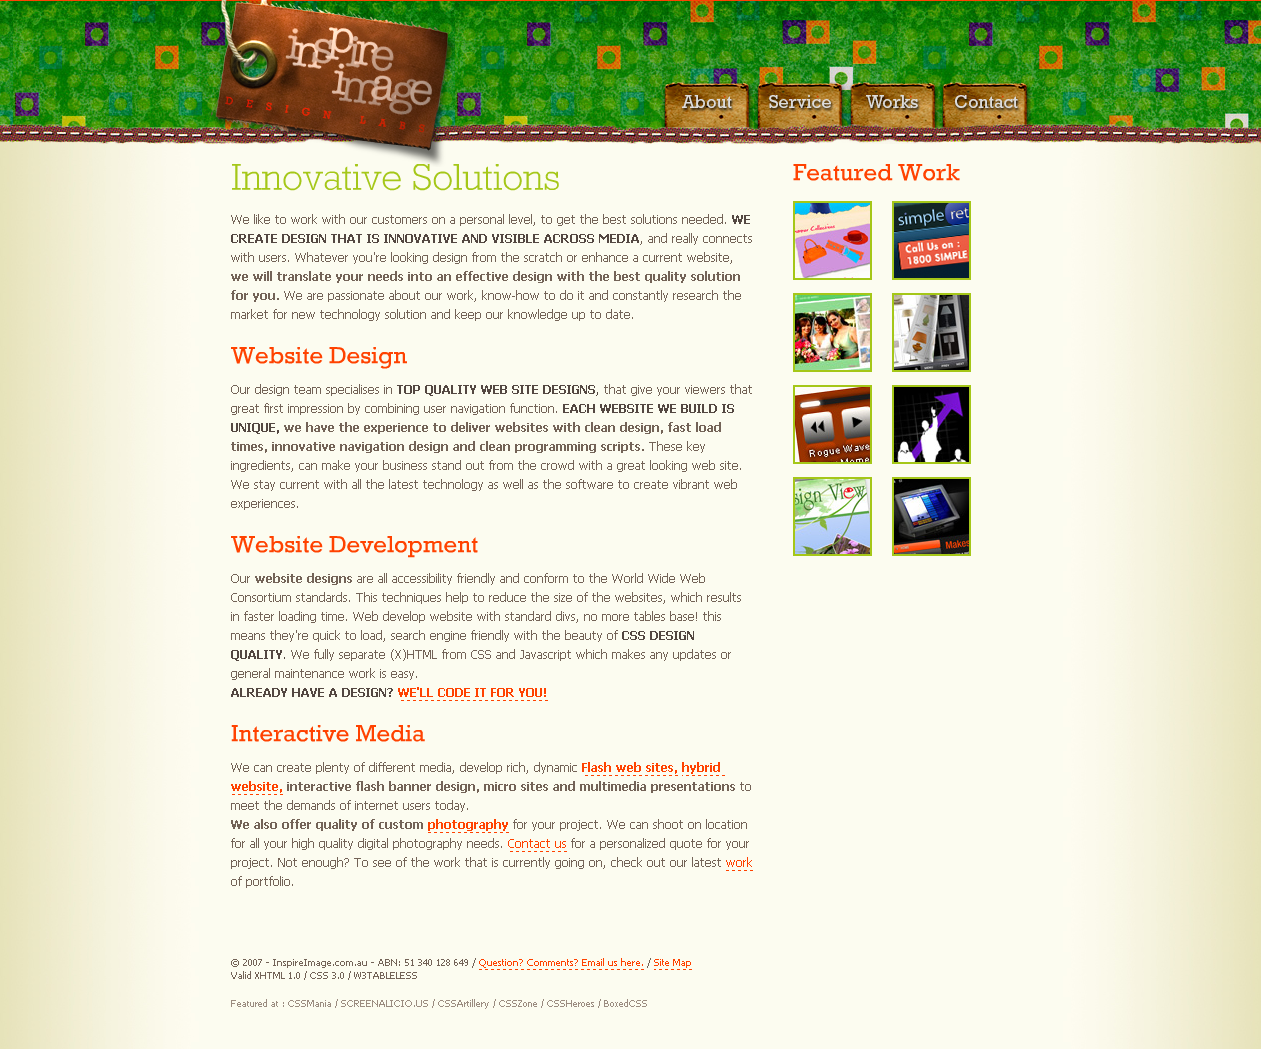 inspire
image
DESIGN LABS
About
Service
Works
Contact
Innovative Solutions
We like to work with our customers on a personal level, to get the best solutions needed. WE
CREATE DESIGN THAT IS INNOVATIVE AND VISIBLE ACROSS MEDIA, and really connects
with users. Whatever you're looking design from the scratch or enhance a current website,
we will translate your needs into an effective design with the best quality solution
for you. We are passionate about our work, know-how to do it and constantly research the
market for new technology solution and keep our knowledge up to date.
Website Design
Our design team specialises in TOP QUALITY WEB SITE DESIGNS, that give your viewers that
great first impression by combining user navigation function. EACH WEBSITE WE BUILD IS
UNIQUE, we have the experience to deliver websites with clean design, fast load
times, innovative navigation design and clean programming scripts. These key
ingredients, can make your business stand out from the crowd with a great looking web site.
We stay current with all the latest technology as well as the software to create vibrant web
experiences.
Website Development
Our website designs are all accessibility friendly and conform to the World Wide Web
Consortium standards. This techniques help to reduce the size of the websites, which results
in faster loading time. Web develop website with standard divs, no more tables base! this
means they're quick to load, search engine friendly with the beauty of CSS DESIGN
QUALITY. We fully separate (X)HTML from CSS and Javascript which makes any updates or
general maintenance work is easy.
ALREADY HAVE A DESIGN? WE'LL CODE IT FOR YOU!
Interactive Media
We can create plenty of different media, develop rich, dynamic Flash web sites, hybrid
website, interactive flash banner design, micro sites and multimedia presentations to
meet the demands of internet users today.
We also offer quality of custom photography for your project. We can shoot on location
for all your high quality digital photography needs. Contact us for a personalized quote for your
project. Not enough? To see of the work that is currently going on, check out our latest work
of portfolio.
Featured Work
Collections
simple ret
Call Us on :
1800 SIMPLE
Rogue Wave
sign View
Makes
© 2007 - InspireImage.com.au - ABN: 51 340 128 649 / Question? Comments? Email us here. / Site Map
Valid XHTML 1.0 / CSS 3.0 / W3TABLELESS
Featured at : CSSMania / SCREENALICIO.US / CSSArtillery / CSSZone / CSSHeroes / BoxedCSS